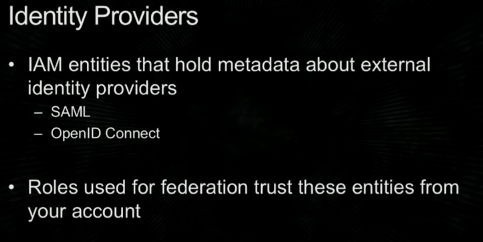 Identity Providers
• IAM entities that hold metadata about external
identity providers
– SAML
– OpenID Connect
• Roles used for federation trust these entities from
your account